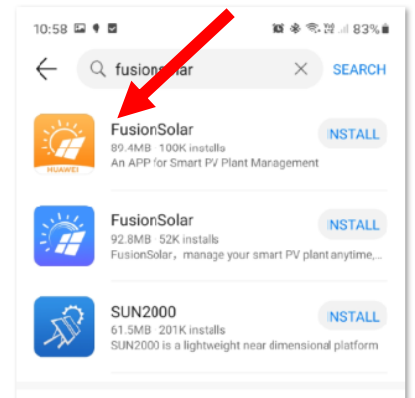 10:58 83%
fusionsolar SEARCH
FusionSolar
89.4MB 100K installs
An APP for Smart PV Plant Management
INSTALL
HUAWEI
FusionSolar
92.8MB 52K installs
FusionSolar, manage your smart PV plant anytime,...
INSTALL
SUN2000
61.5MB 201K installs
SUN2000 is a lightweight near dimensional platform
INSTALL